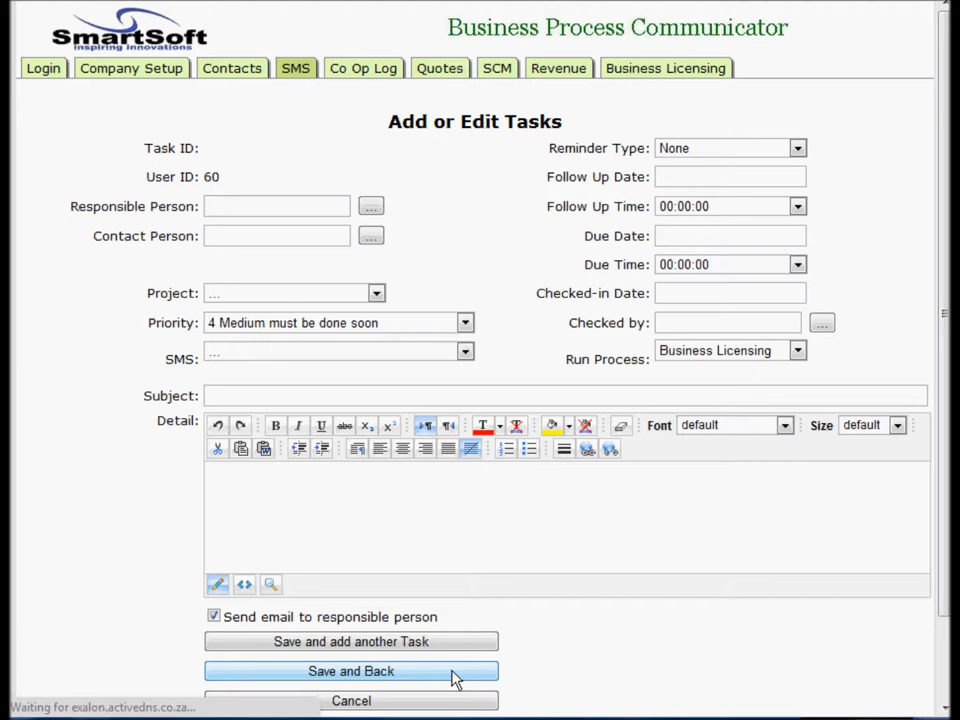 SmartSoft
Inspiring Innovations
Business Process Communicator
Login Company Setup Contacts SMS Co Op Log Quotes SCM Revenue Business Licensing
Add or Edit Tasks
Task ID:
Reminder Type: None
User ID: 60
Follow Up Date:
Responsible Person: ...
Follow Up Time: 00:00:00
Contact Person: ...
Due Date:
Due Time: 00:00:00
Project: ...
Checked-in Date:
Priority: 4 Medium must be done soon
Checked by: ...
SMS: ...
Run Process: Business Licensing
Subject:
Detail:
B I U abc X₂ X² T T Font default Size default
Send email to responsible person
Save and add another Task
Save and Back
Cancel
Waiting for exalon.activedns.co.za...